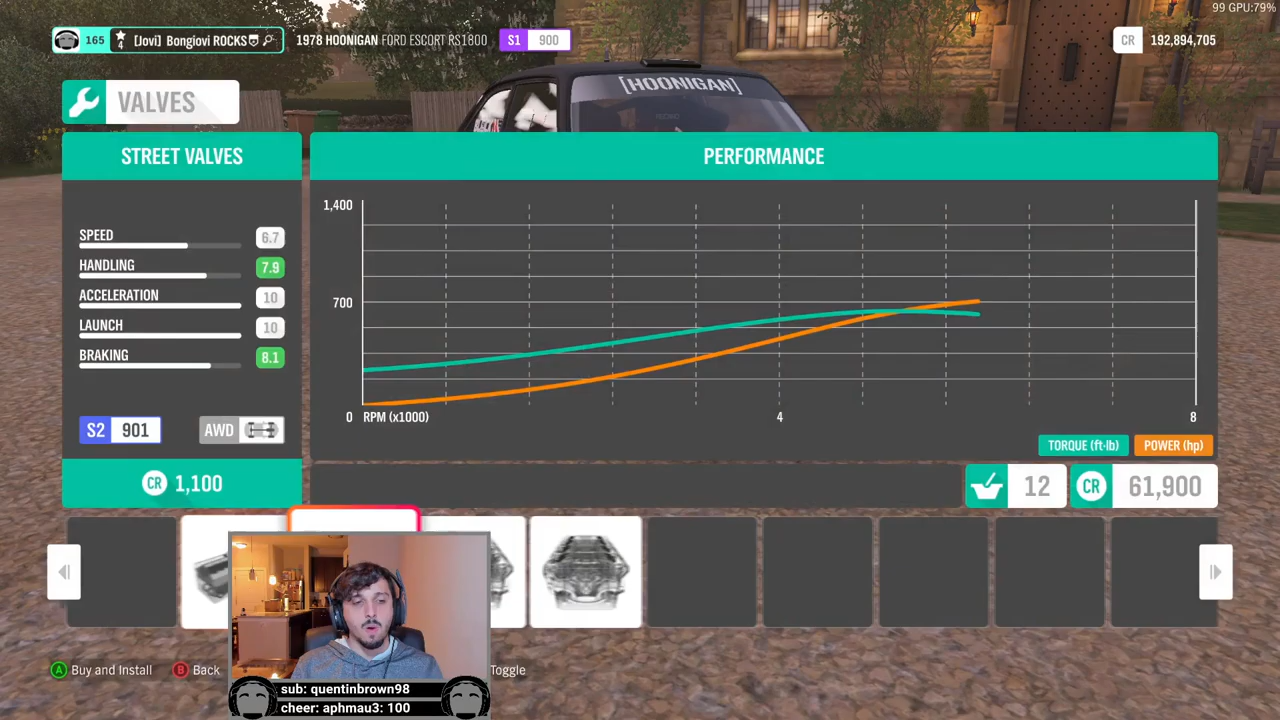 99 GPU:79%
165 4 [Jovi] Bongiovi ROCKS
1978 HOONIGAN FORD ESCORT RS1800 S1 900
CR 192,894,705
[HOONIGAN]
VALVES
STREET VALVES
PERFORMANCE
SPEED 6.7
HANDLING 7.9
ACCELERATION 10
LAUNCH 10
BRAKING 8.1
S2 901 AWD
CR 1,100
1,400
700
0 RPM (x1000) 4 8
TORQUE (ft·lb) POWER (hp)
12 CR 61,900
A Buy and Install B Back Toggle
sub: quentinbrown98
cheer: aphmau3: 100